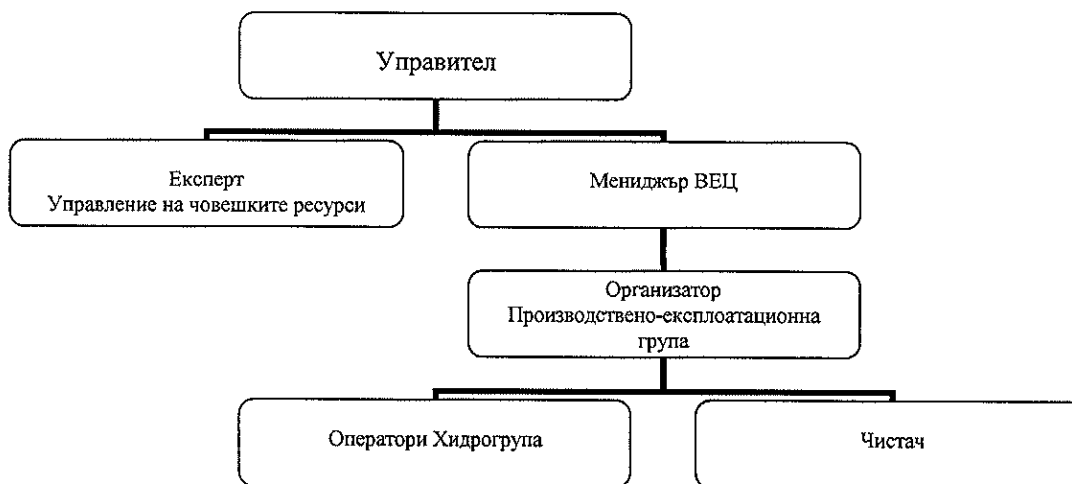 Управител
Експерт
Управление на човешките ресурси
Мениджър ВЕЦ
Организатор
Производствено-експлоатационна
група
Оператори Хидрогрупа
Чистач